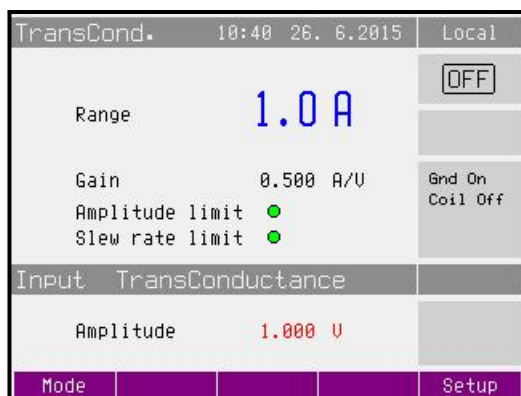 TransCond. 10:40 26. 6.2015 Local
OFF
Range 1.0 A
Gain 0.500 A/V
Gnd On
Coil Off
Amplitude limit
Slew rate limit
Input TransConductance
Amplitude 1.000 V
Mode Setup